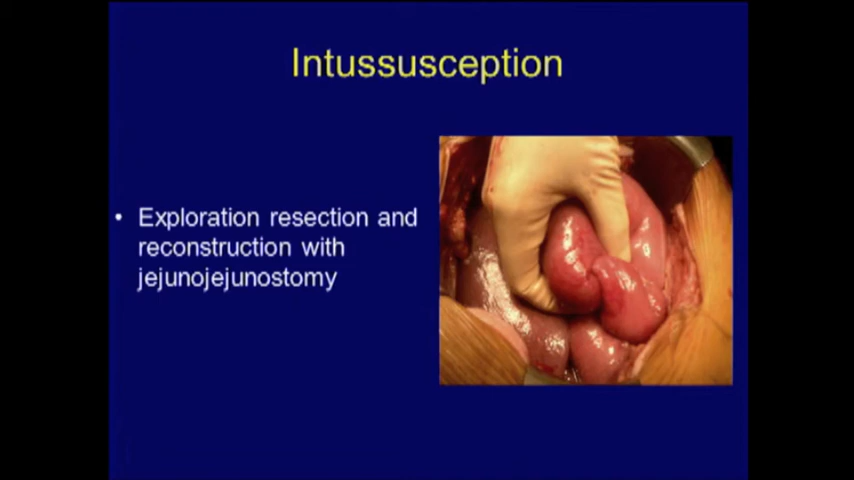 Intussusception
• Exploration resection and
reconstruction with
jejunojejunostomy